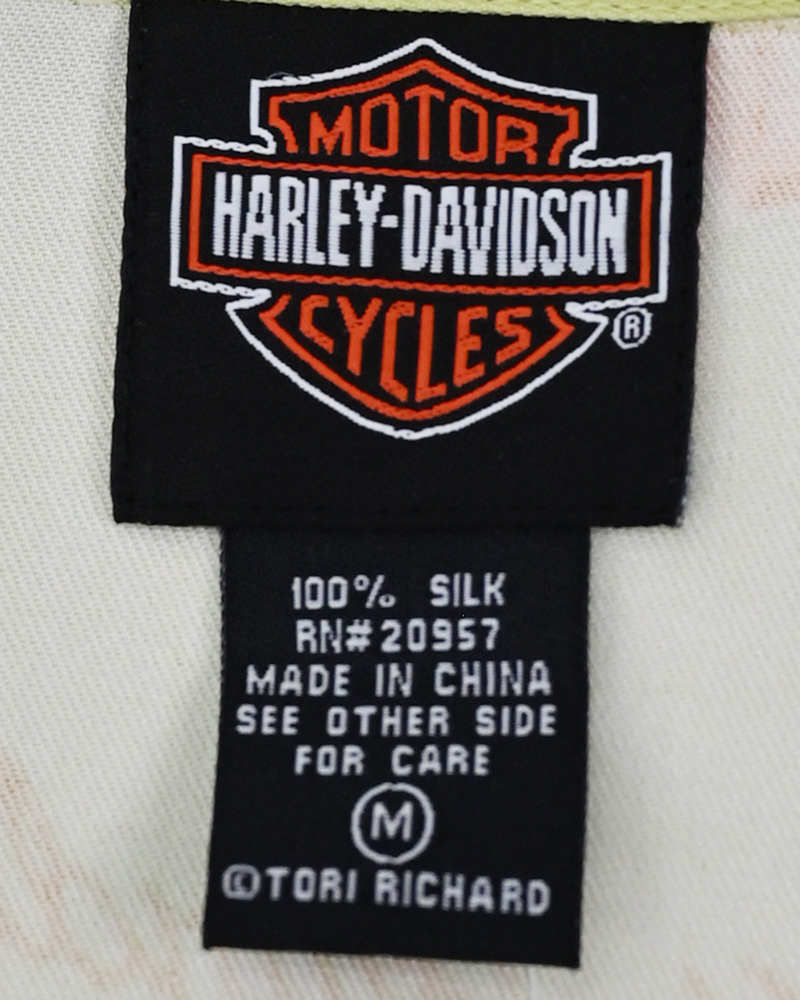 MOTOR
HARLEY-DAVIDSON
CYCLES
®
100% SILK
RN#20957
MADE IN CHINA
SEE OTHER SIDE
FOR CARE
M
©TORI RICHARD